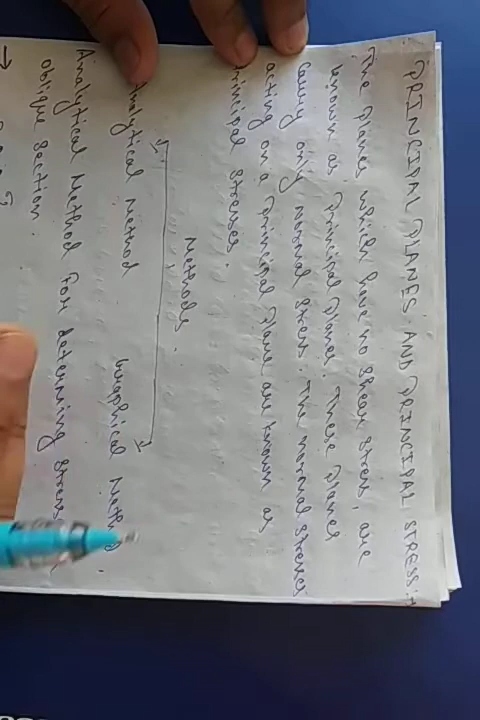 PRINCIPAL PLANES AND PRINCIPAL STRESS :-
The planes which have no shear stress, are
known as principal planes. These planes
carry only normal stress. The normal stresses
acting on a principal plane are known as
principal stresses.
Methods.
Analytical method Graphical Method.
Analytical Method for determining stresses
oblique section.
→